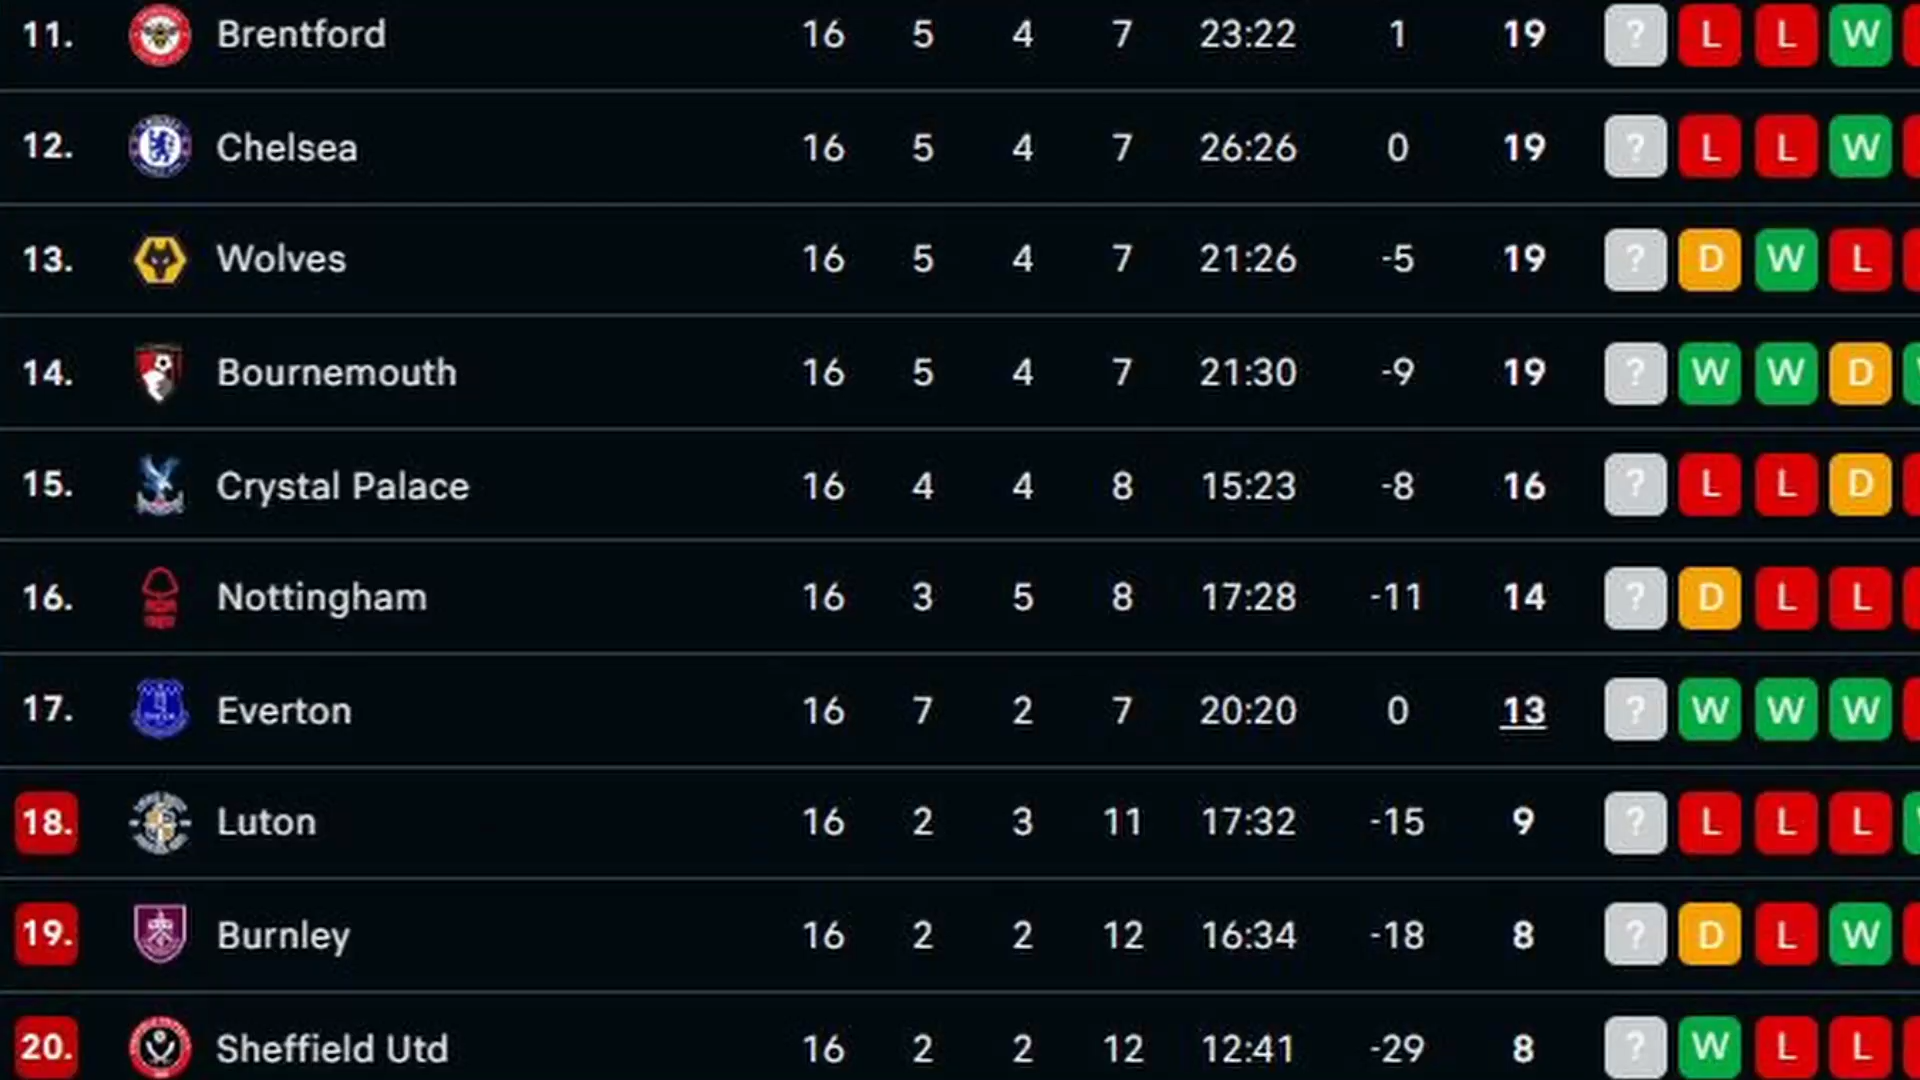 11. Brentford 16 5 4 7 23:22 1 19 ? L L W
12. Chelsea 16 5 4 7 26:26 0 19 ? L L W
13. Wolves 16 5 4 7 21:26 -5 19 ? D W L
14. Bournemouth 16 5 4 7 21:30 -9 19 ? W W D
15. Crystal Palace 16 4 4 8 15:23 -8 16 ? L L D
16. Nottingham 16 3 5 8 17:28 -11 14 ? D L L
17. Everton 16 7 2 7 20:20 0 13 ? W W W
18. Luton 16 2 3 11 17:32 -15 9 ? L L L
19. Burnley 16 2 2 12 16:34 -18 8 ? D L W
20. Sheffield Utd 16 2 2 12 12:41 -29 8 ? W L L